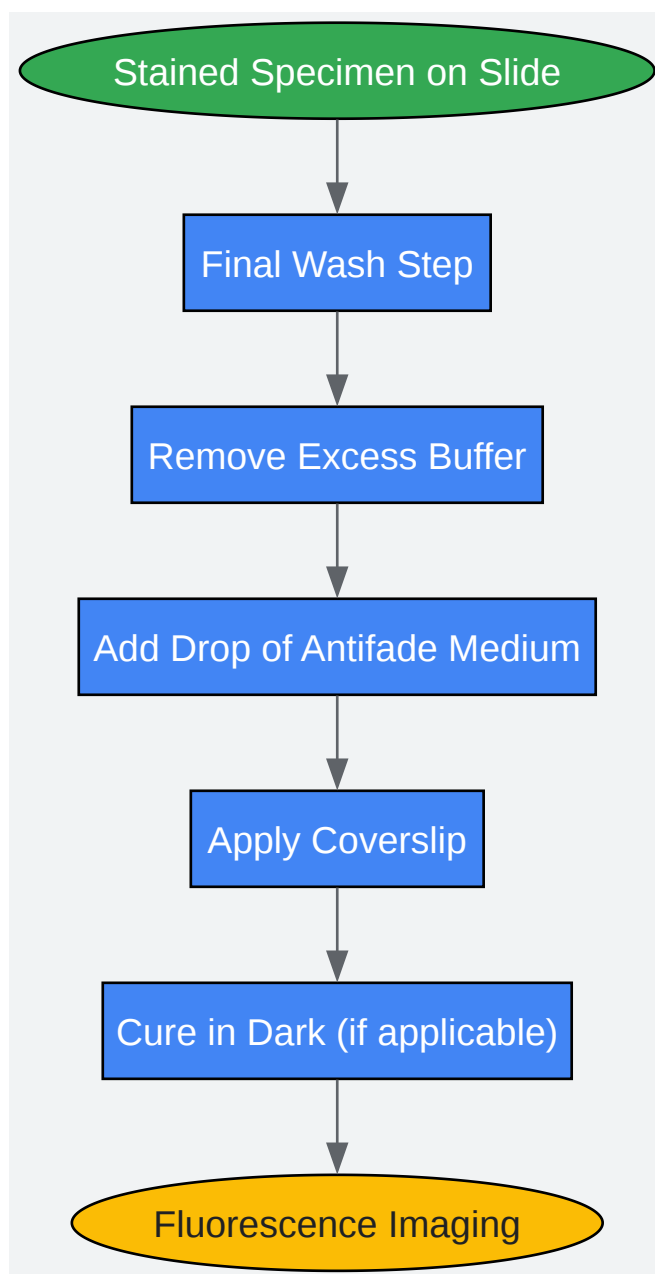 Stained Specimen on Slide
Final Wash Step
Remove Excess Buffer
Add Drop of Antifade Medium
Apply Coverslip
Cure in Dark (if applicable)
Fluorescence Imaging